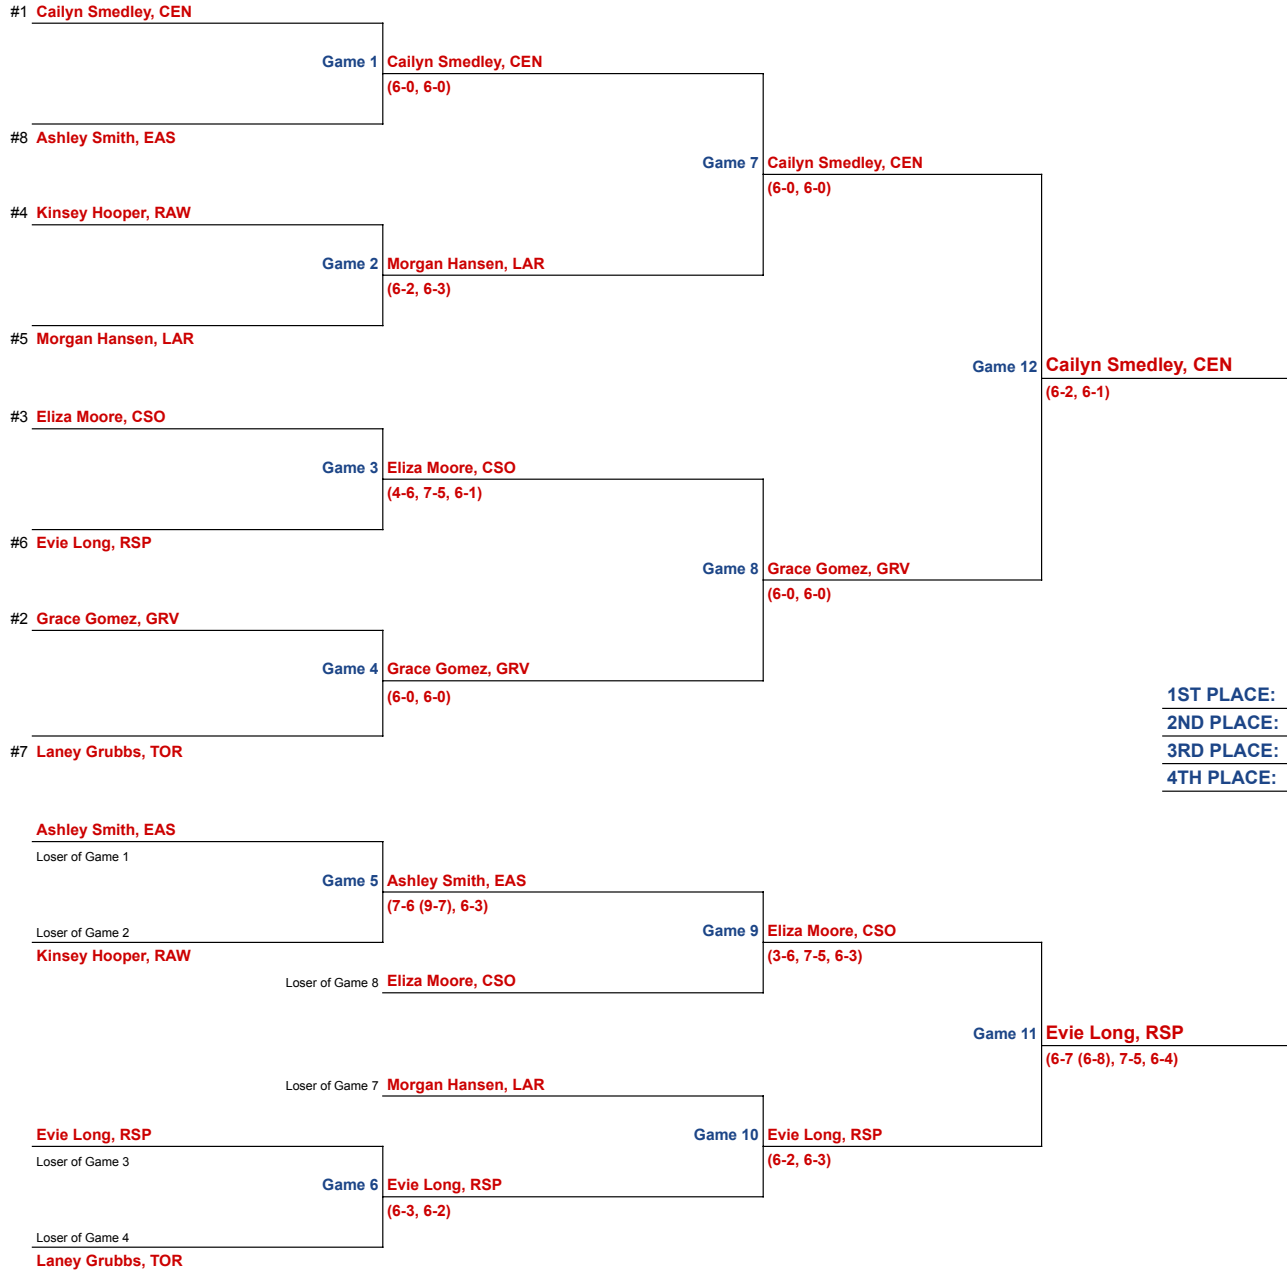 #1 Cailyn Smedley, CEN
Game 1 Cailyn Smedley, CEN
(6-0, 6-0)
#8 Ashley Smith, EAS
Game 7 Cailyn Smedley, CEN
(6-0, 6-0)
#4 Kinsey Hooper, RAW
Game 2 Morgan Hansen, LAR
(6-2, 6-3)
#5 Morgan Hansen, LAR
Game 12 Cailyn Smedley, CEN
(6-2, 6-1)
#3 Eliza Moore, CSO
Game 3 Eliza Moore, CSO
(4-6, 7-5, 6-1)
#6 Evie Long, RSP
Game 8 Grace Gomez, GRV
(6-0, 6-0)
#2 Grace Gomez, GRV
Game 4 Grace Gomez, GRV
(6-0, 6-0)
#7 Laney Grubbs, TOR
1ST PLACE:
2ND PLACE:
3RD PLACE:
4TH PLACE:
Ashley Smith, EAS
Loser of Game 1
Game 5 Ashley Smith, EAS
(7-6 (9-7), 6-3)
Loser of Game 2
Kinsey Hooper, RAW
Game 9 Eliza Moore, CSO
(3-6, 7-5, 6-3)
Loser of Game 8 Eliza Moore, CSO
Game 11 Evie Long, RSP
(6-7 (6-8), 7-5, 6-4)
Loser of Game 7 Morgan Hansen, LAR
Evie Long, RSP
Loser of Game 3
Game 10 Evie Long, RSP
(6-2, 6-3)
Game 6 Evie Long, RSP
(6-3, 6-2)
Loser of Game 4
Laney Grubbs, TOR